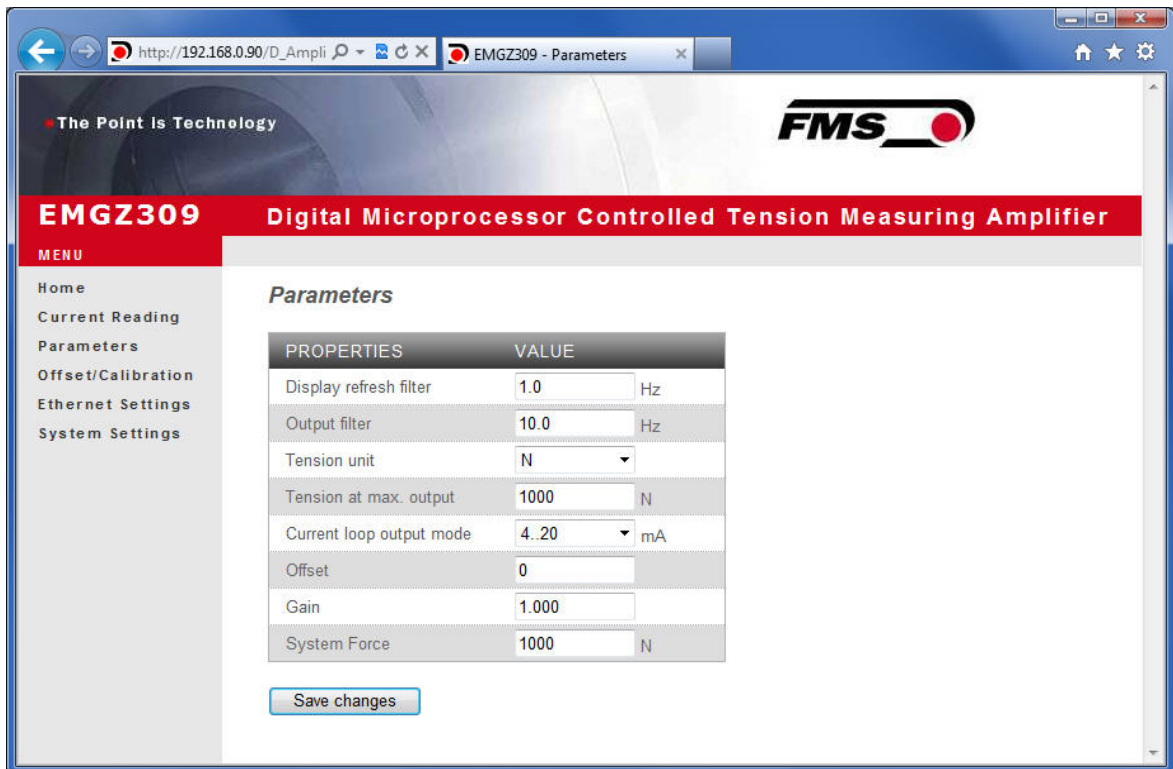 http://192.168.0.90/D_Ampli
EMGZ309 - Parameters
The Point is Technology
FMS
EMGZ309
Digital Microprocessor Controlled Tension Measuring Amplifier
MENU
Home
Current Reading
Parameters
Offset/Calibration
Ethernet Settings
System Settings
Parameters
PROPERTIES VALUE
Display refresh filter 1.0 Hz
Output filter 10.0 Hz
Tension unit N
Tension at max. output 1000 N
Current loop output mode 4..20 mA
Offset 0
Gain 1.000
System Force 1000 N
Save changes